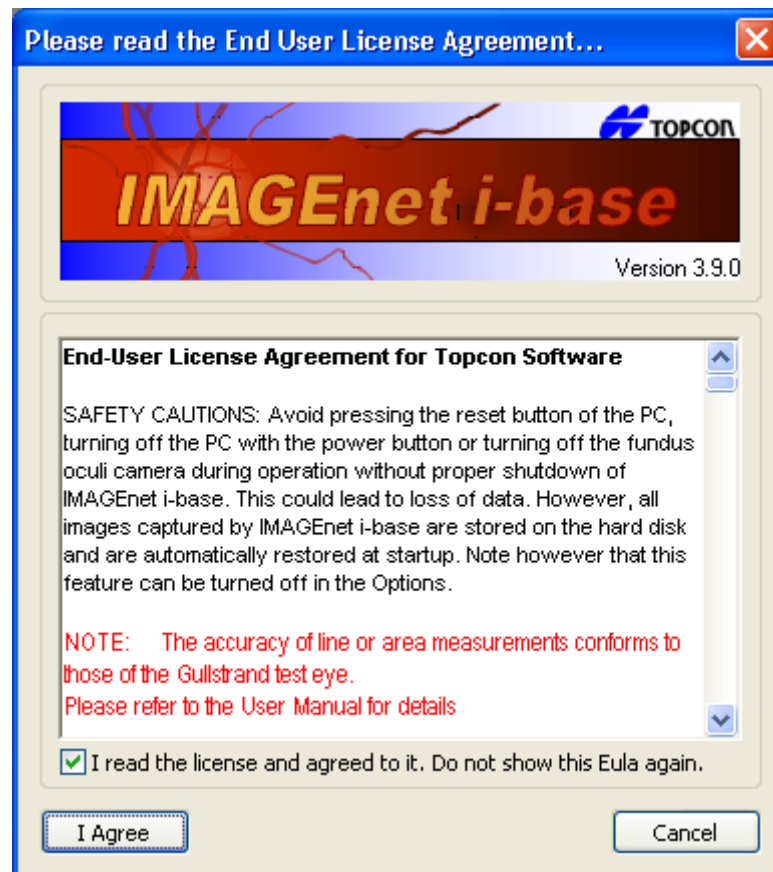 Please read the End User License Agreement...
TOPCON
IMAGEnet i-base
Version 3.9.0
End-User License Agreement for Topcon Software
SAFETY CAUTIONS: Avoid pressing the reset button of the PC,
turning off the PC with the power button or turning off the fundus
oculi camera during operation without proper shutdown of
IMAGEnet i-base. This could lead to loss of data. However, all
images captured by IMAGEnet i-base are stored on the hard disk
and are automatically restored at startup. Note however that this
feature can be turned off in the Options.
NOTE: The accuracy of line or area measurements conforms to
those of the Gullstrand test eye.
Please refer to the User Manual for details
I read the license and agreed to it. Do not show this Eula again.
I Agree
Cancel